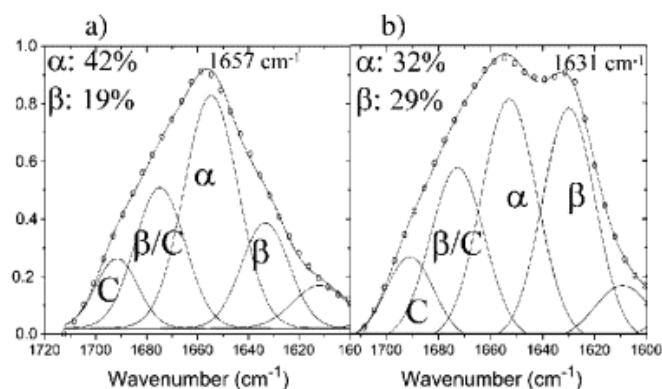 a)
b)
α: 42%
1657 cm⁻¹
β: 19%
α: 32%
1631 cm⁻¹
β: 29%
1.0
0.8
0.6
0.4
0.2
0.0
α
β/C
β
C
α
β
β/C
C
1720 1700 1680 1660 1640 1620 160
1700 1680 1660 1640 1620 1600
Wavenumber (cm⁻¹)
Wavenumber (cm⁻¹)